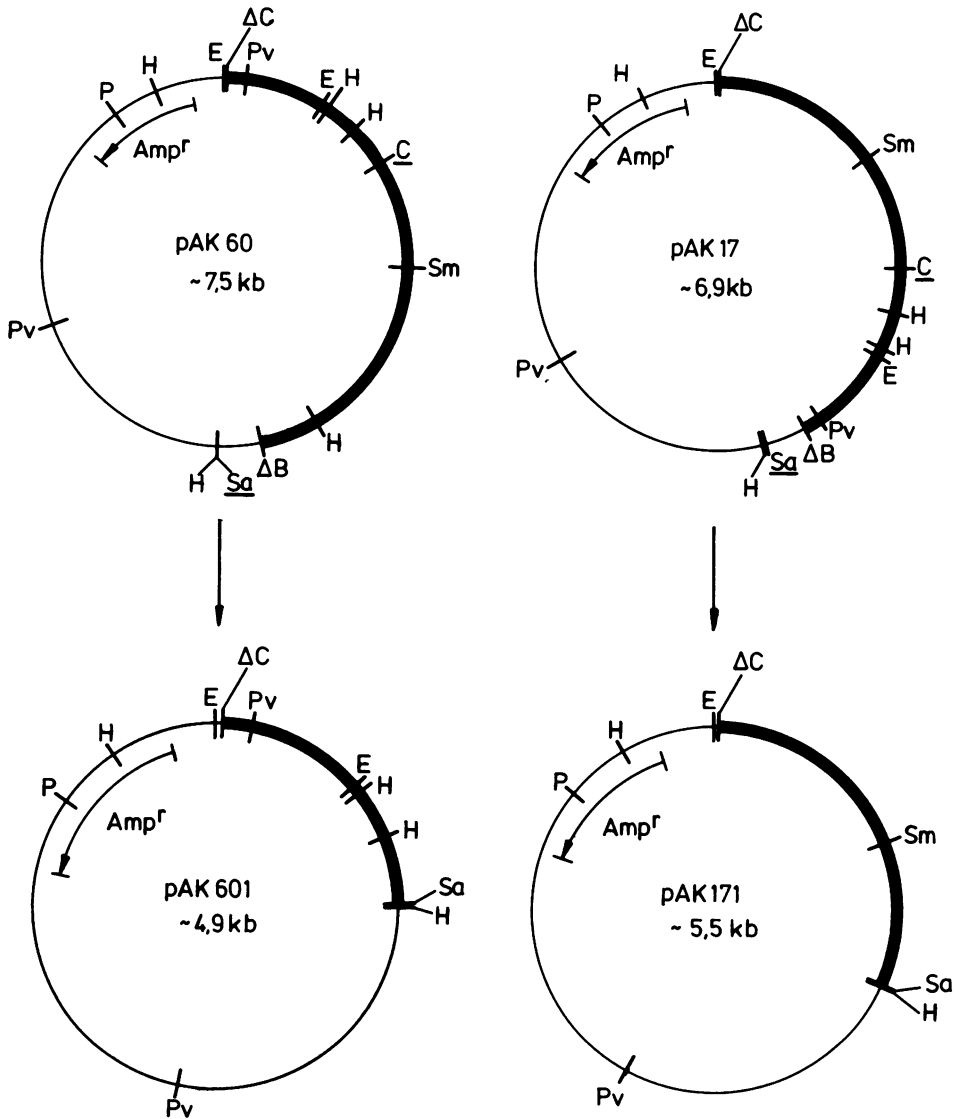 ΔC
E
Pv
H
P
E
H
H
C
Ampr
pAK 60
~7,5 kb
Sm
Pv
H
ΔB
H
Sa
ΔC
E
H
P
Sm
Ampr
pAK 17
~6,9kb
C
H
H
E
Pv
Pv
ΔB
Sa
H
ΔC
E
Pv
H
P
E
H
H
Ampr
pAK 601
~4,9 kb
Sa
H
Pv
ΔC
E
H
P
Sm
Ampr
pAK 171
~ 5,5 kb
Sa
H
Pv